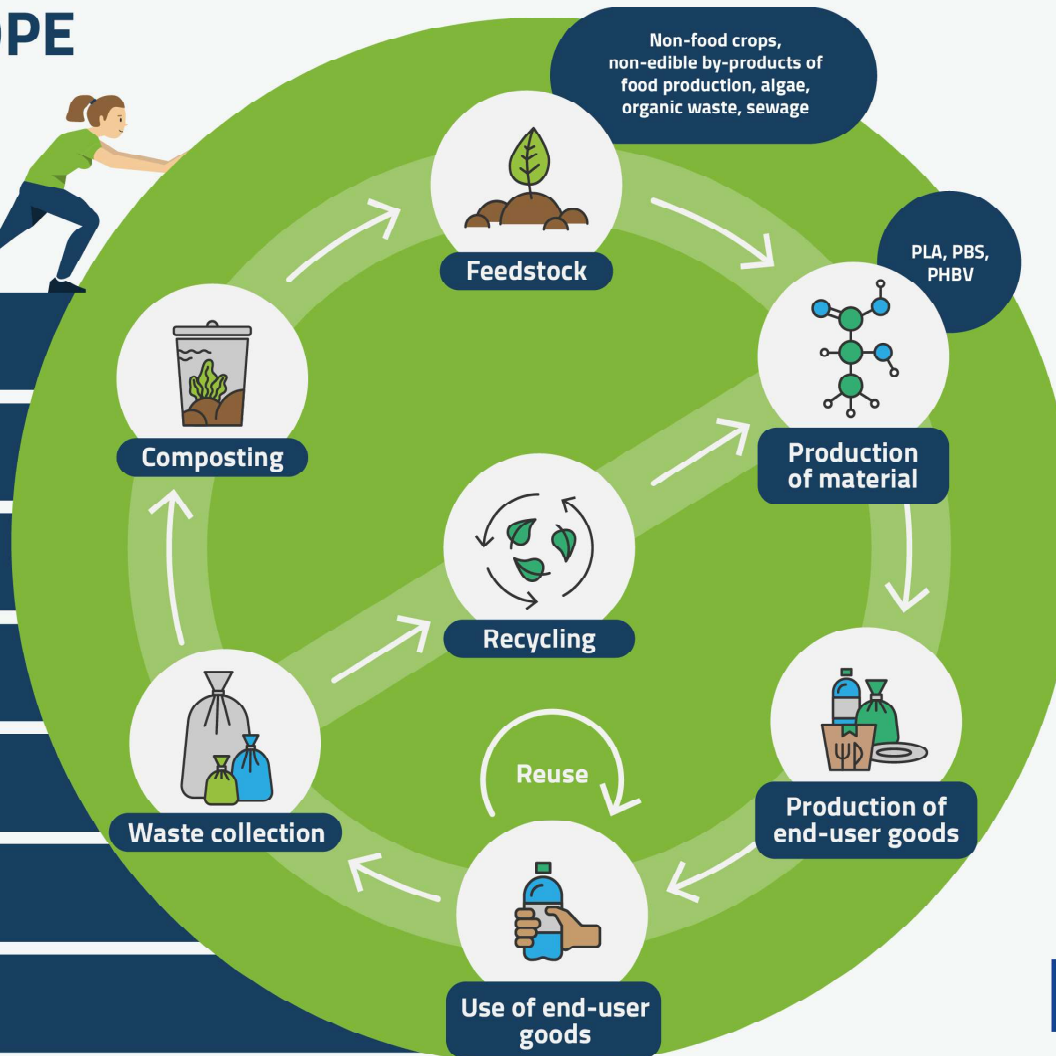 Non-food crops,
non-edible by-products of
food production, algae,
organic waste, sewage
Feedstock
PLA, PBS,
PHBV
Production
of material
Composting
Recycling
Reuse
Production of
end-user goods
Waste collection
Use of end-user
goods